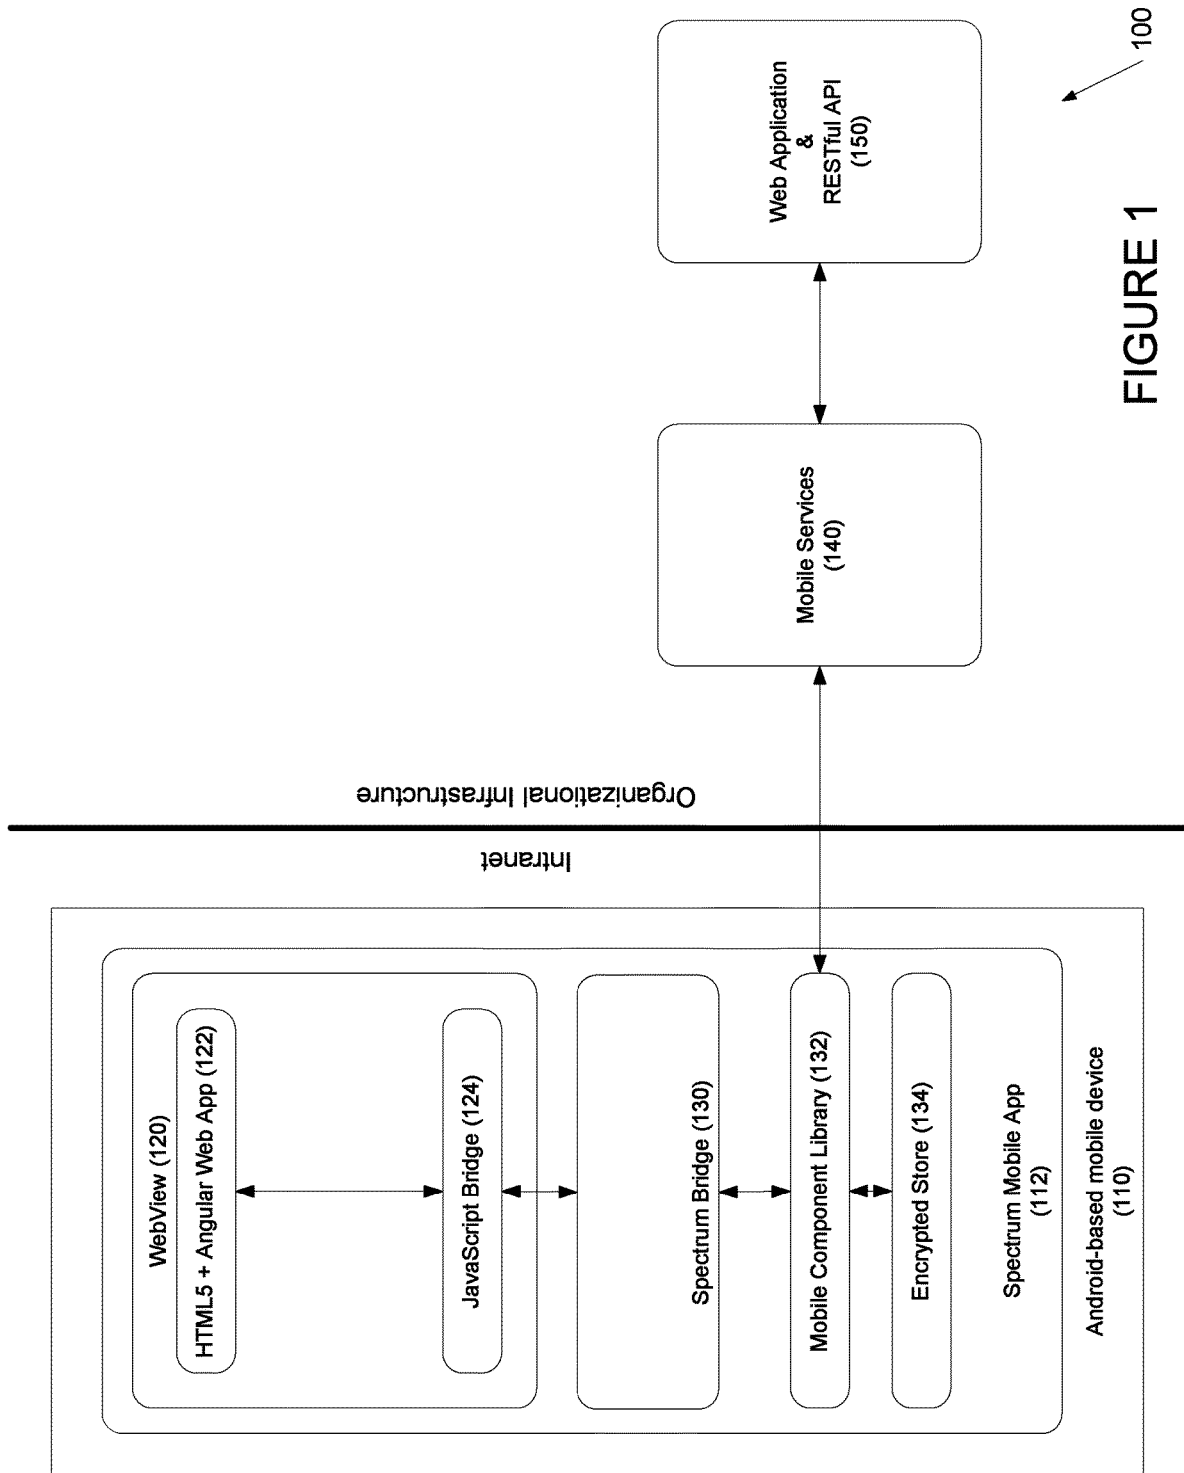 WebView (120)
HTML5 + Angular Web App (122)
JavaScript Bridge (124)
Spectrum Bridge (130)
Mobile Component Library (132)
Encrypted Store (134)
Spectrum Mobile App
(112)
Android-based mobile device
(110)
Intranet
Organizational Infrastructure
Mobile Services
(140)
Web Application
&
RESTful API
(150)
100
FIGURE 1